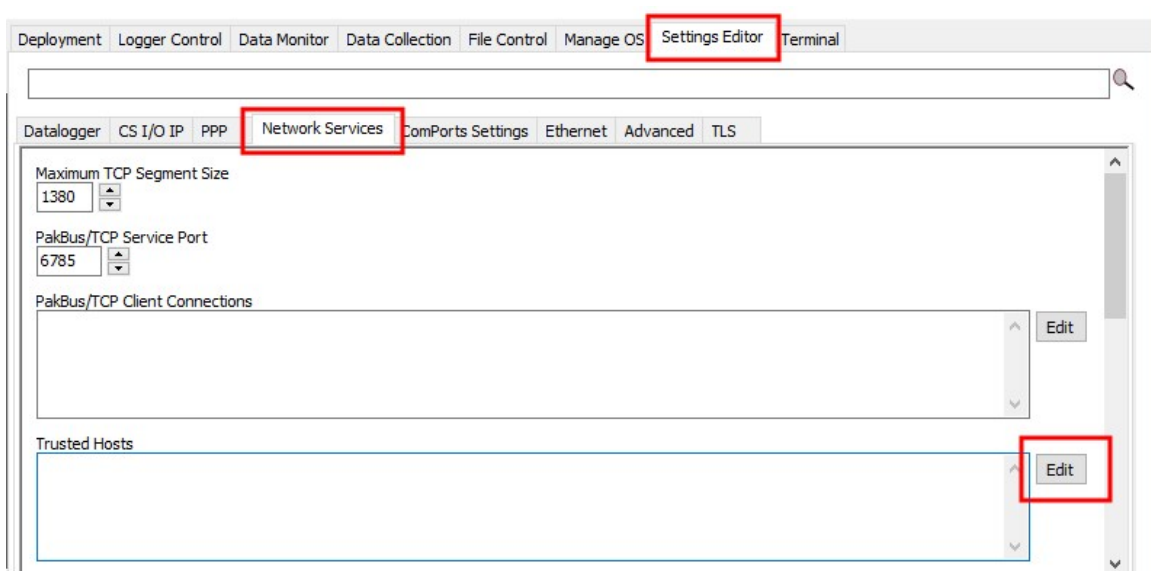 Deployment Logger Control Data Monitor Data Collection File Control Manage OS Settings Editor Terminal
Datalogger CS I/O IP PPP Network Services ComPorts Settings Ethernet Advanced TLS
Maximum TCP Segment Size
1380
PakBus/TCP Service Port
6785
PakBus/TCP Client Connections
Edit
Trusted Hosts
Edit